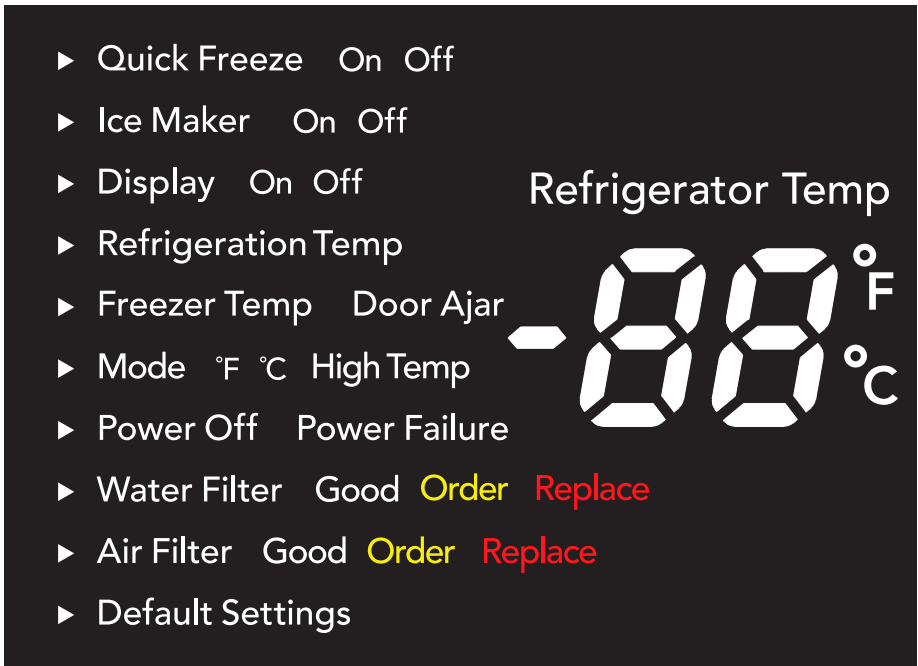 Quick Freeze On Off
Ice Maker On Off
Display On Off
Refrigerator Temp
Refrigeration Temp
Freezer Temp Door Ajar
-88 °F
Mode °F °C High Temp
°C
Power Off Power Failure
Water Filter Good Order Replace
Air Filter Good Order Replace
Default Settings